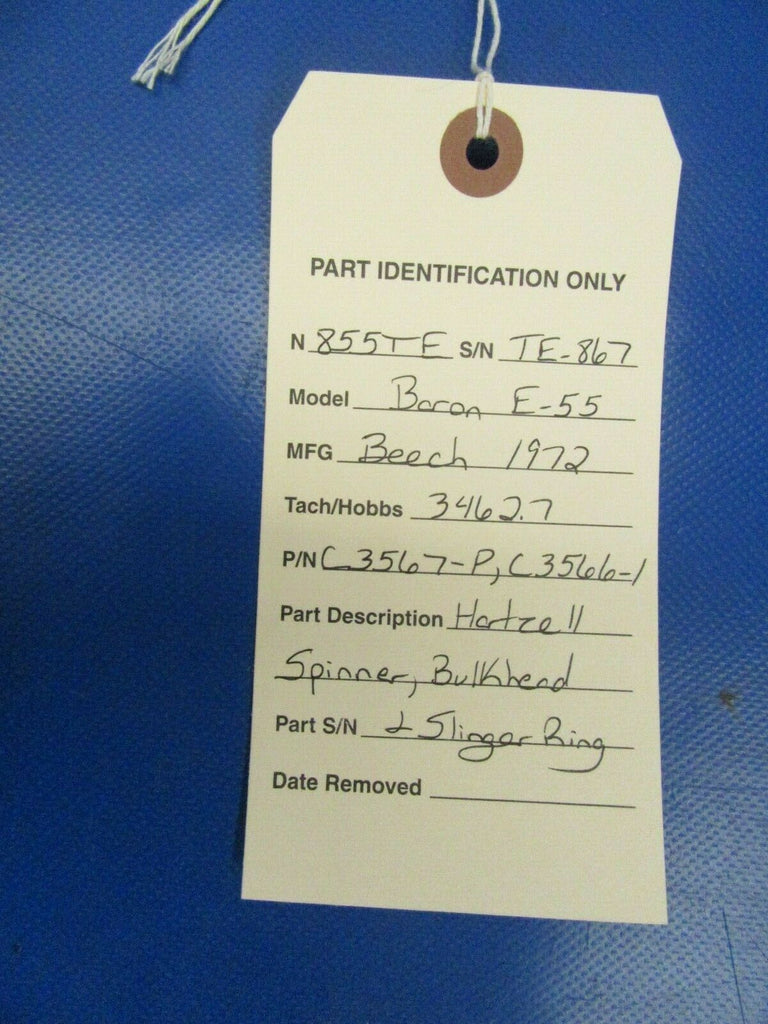 PART IDENTIFICATION ONLY
N 855TE S/N TE-867
Model Baron E-55
MFG Beech 1972
Tach/Hobbs 3462.7
P/N C3567-P, C3566-1
Part Description Hartzell
Spinner, Bulkhead
Part S/N & Slinger Ring
Date Removed